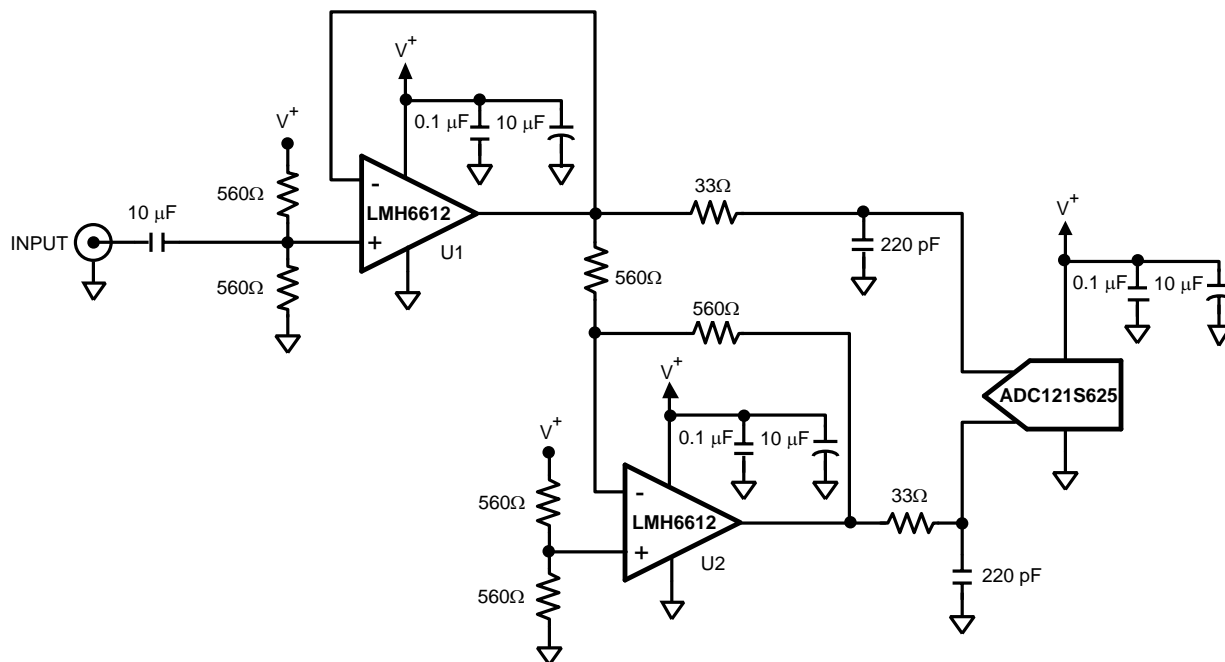 V+
0.1 μF
10 μF
V+
560Ω
10 μF
INPUT
-
LMH6612
+
U1
560Ω
33Ω
220 pF
V+
0.1 μF
10 μF
560Ω
560Ω
ADC121S625
V+
0.1 μF
10 μF
V+
560Ω
-
LMH6612
+
U2
33Ω
560Ω
220 pF